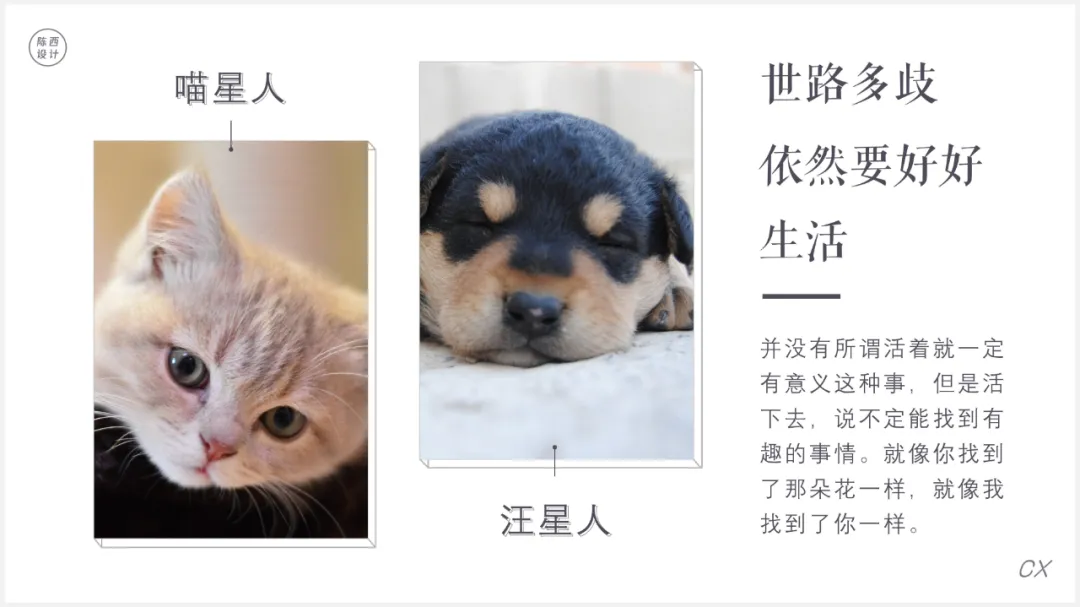 陈西
设计
喵星人
汪星人
世路多歧
依然要好好
生活
并没有所谓活着就一定
有意义这种事，但是活
下去，说不定能找到有
趣的事情。就像你找到
了那朵花一样，就像我
找到了你一样。
CX